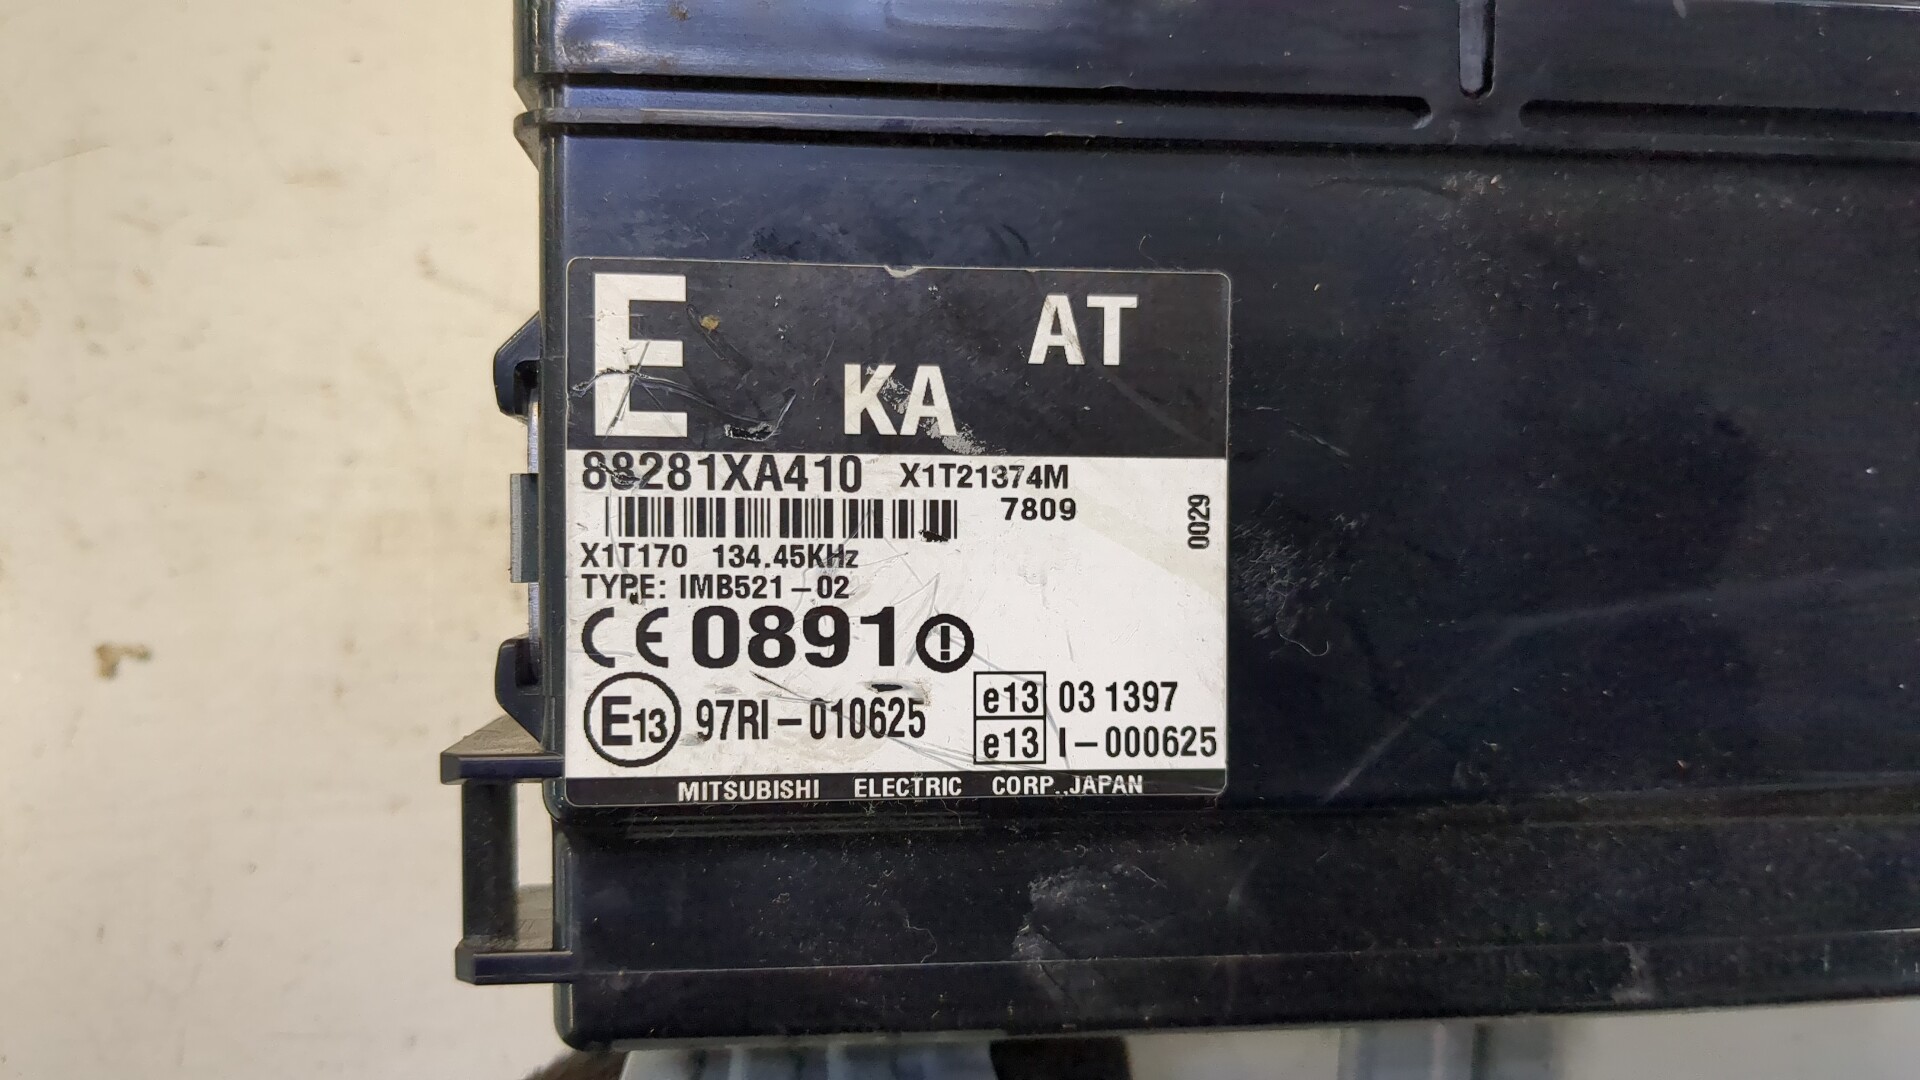 E
AT
KA
88281XA410 X1T21374M
7809
0029
X1T170 134.45KHz
TYPE: IMB521-02
CE 0891 !
E13 97RI-010625
e13 03 1397
e13 I-000625
MITSUBISHI ELECTRIC CORP.,JAPAN